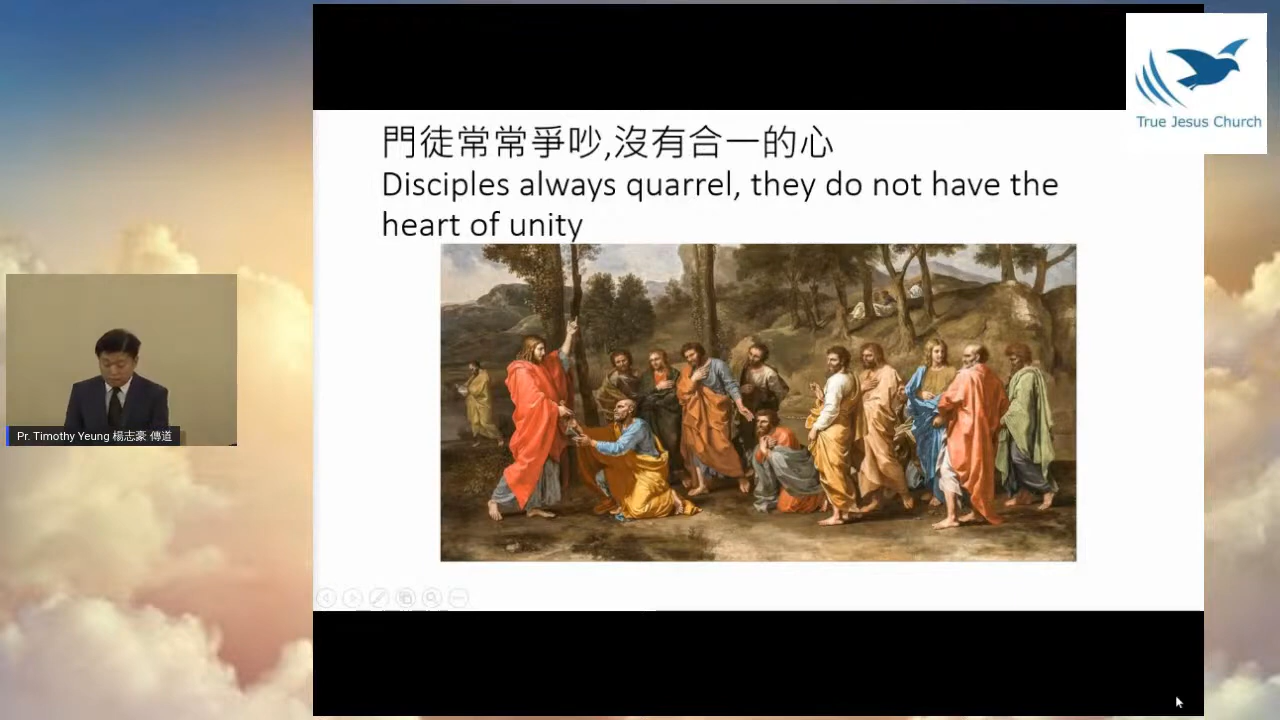 門徒常常爭吵,沒有合一的心
Disciples always quarrel, they do not have the
heart of unity
True Jesus Church
Pr. Timothy Yeung 楊志豪 傳道